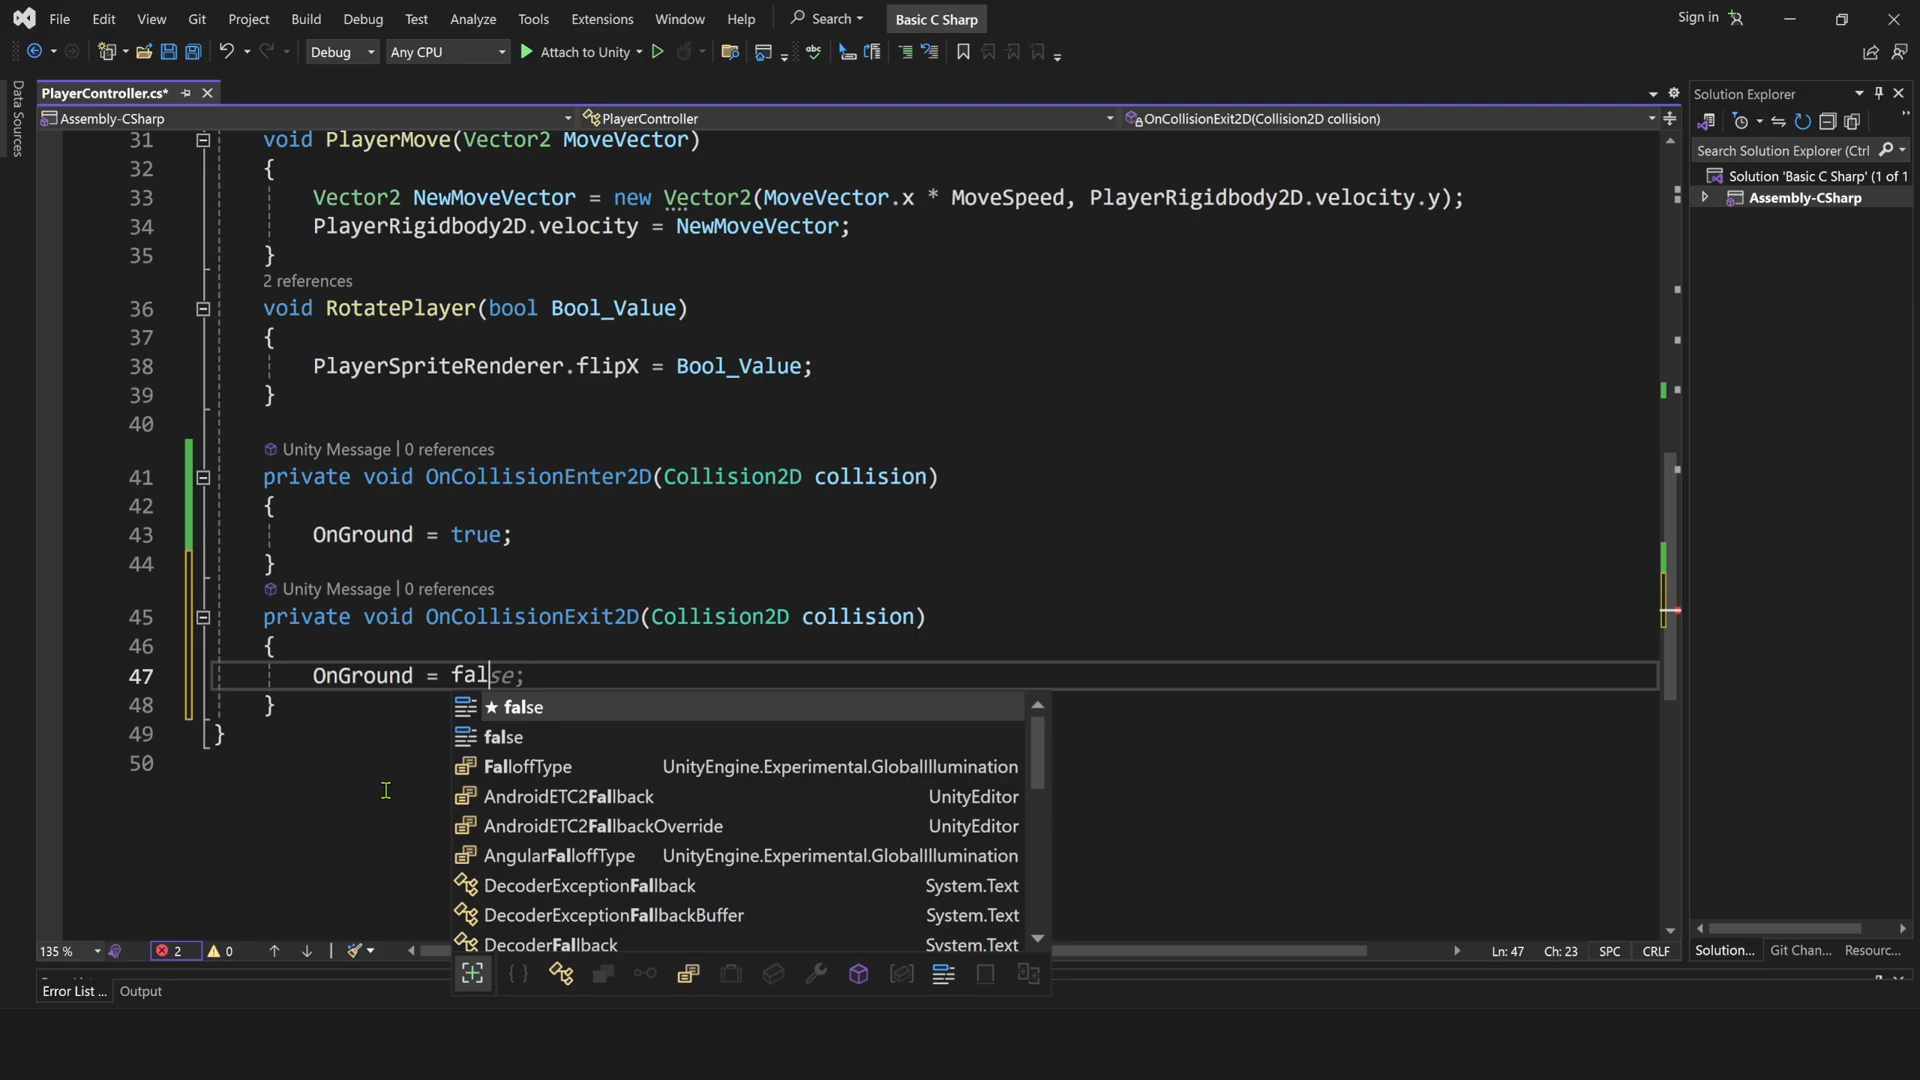 File Edit View Git Project Build Debug Test Analyze Tools Extensions Window Help Search Basic C Sharp Sign in
Debug Any CPU Attach to Unity abc
Data Sources
PlayerController.cs*
Solution Explorer
Assembly-CSharp PlayerController OnCollisionExit2D(Collision2D collision)
Search Solution Explorer (Ctrl
Solution 'Basic C Sharp' (1 of 1
Assembly-CSharp
31 void PlayerMove(Vector2 MoveVector)
32 {
33 Vector2 NewMoveVector = new Vector2(MoveVector.x * MoveSpeed, PlayerRigidbody2D.velocity.y);
34 PlayerRigidbody2D.velocity = NewMoveVector;
35 }
2 references
36 void RotatePlayer(bool Bool_Value)
37 {
38 PlayerSpriteRenderer.flipX = Bool_Value;
39 }
40
Unity Message | 0 references
41 private void OnCollisionEnter2D(Collision2D collision)
42 {
43 OnGround = true;
44 }
Unity Message | 0 references
45 private void OnCollisionExit2D(Collision2D collision)
46 {
47 OnGround = false;
48 }
49 }
50
★ false
false
FalloffType UnityEngine.Experimental.GlobalIllumination
AndroidETC2Fallback UnityEditor
AndroidETC2FallbackOverride UnityEditor
AngularFalloffType UnityEngine.Experimental.GlobalIllumination
DecoderExceptionFallback System.Text
DecoderExceptionFallbackBuffer System.Text
DecoderFallback System.Text
135 % 2 0 Ln: 47 Ch: 23 SPC CRLF
Solution... Git Chan... Resourc...
Error List ... Output